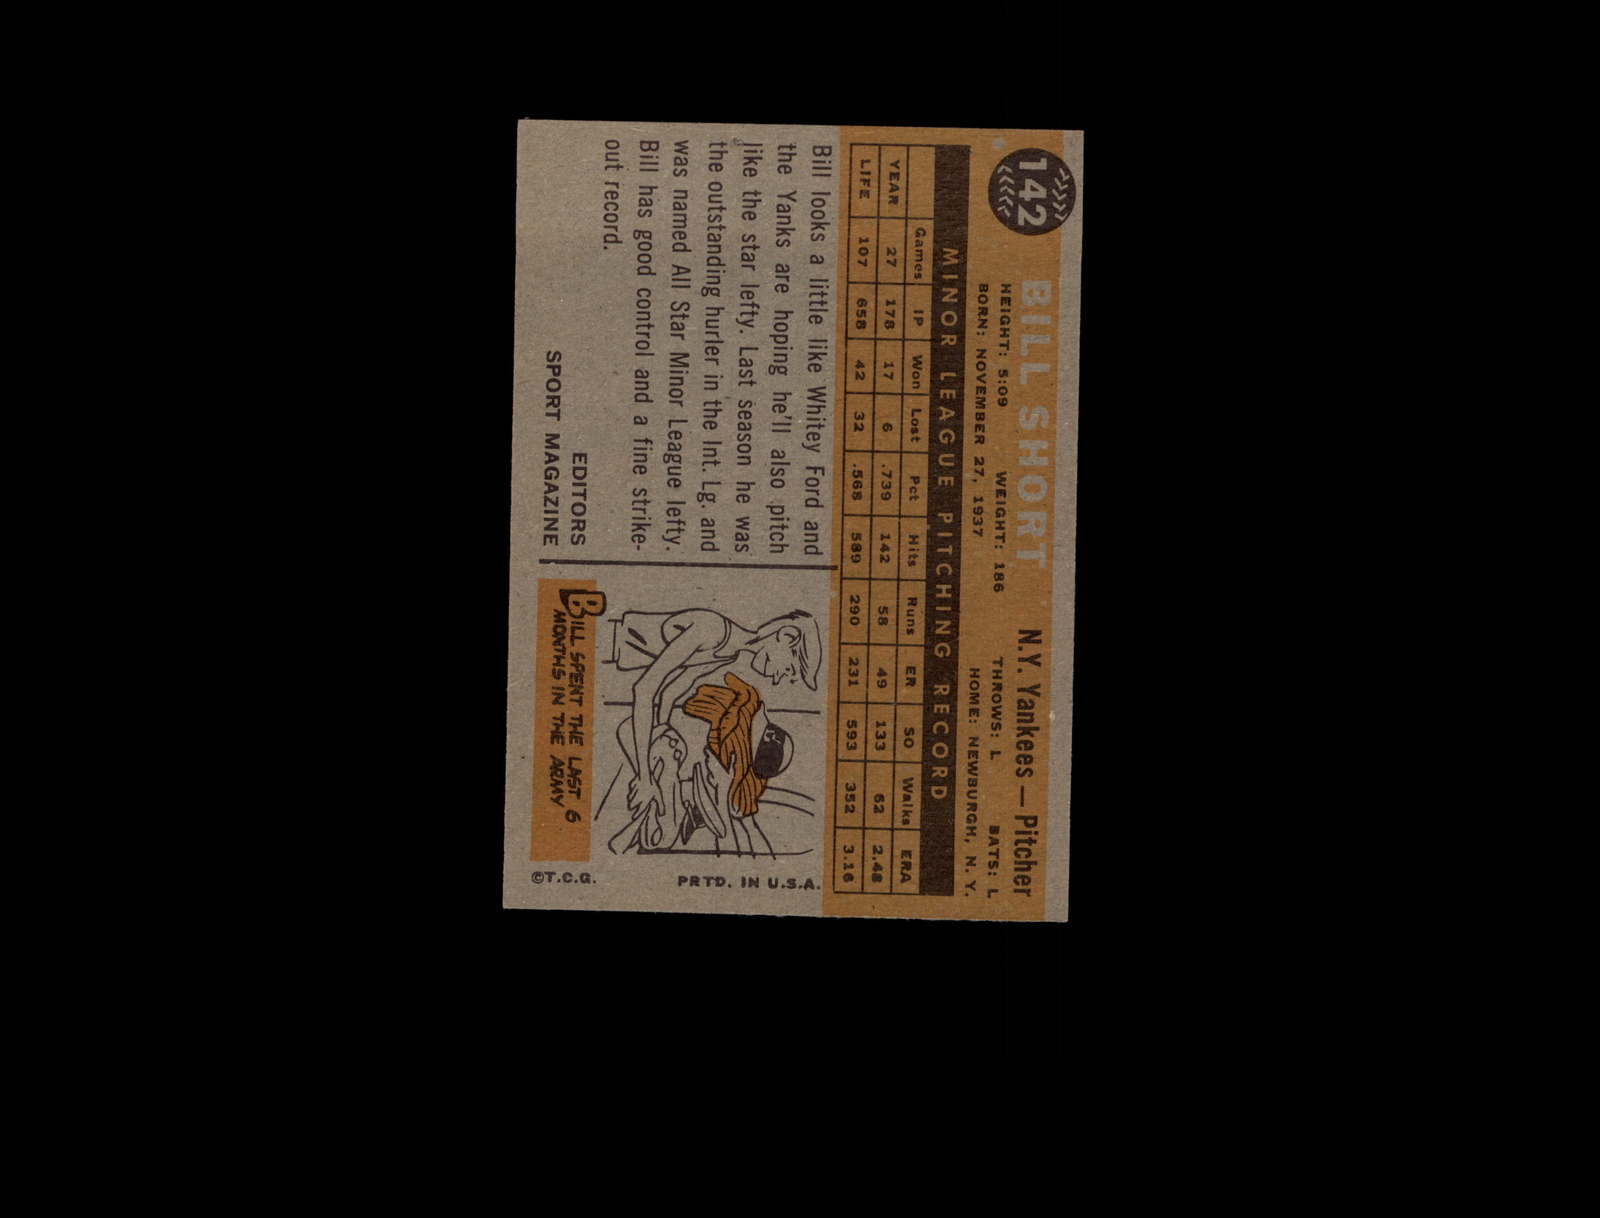 142
BILL SHORT
N.Y. Yankees — Pitcher
HEIGHT: 5:09 WEIGHT: 186 THROWS: L BATS: L
BORN: NOVEMBER 27, 1937 HOME: NEWBURGH, N. Y.
MINOR LEAGUE PITCHING RECORD
Games IP Won Lost Pct Hits Runs ER SO Walks ERA
YEAR 27 178 17 6 .739 142 58 49 133 62 2.48
LIFE 107 658 42 32 .568 589 290 231 593 352 3.16
Bill looks a little like Whitey Ford and
the Yanks are hoping he'll also pitch
like the star lefty. Last season he was
the outstanding hurler in the Int. Lg. and
was named All Star Minor League lefty.
Bill has good control and a fine strike-
out record.
EDITORS
SPORT MAGAZINE
BILL SPENT THE LAST 6
MONTHS IN THE ARMY
©T.C.G. PRTD. IN U.S.A.